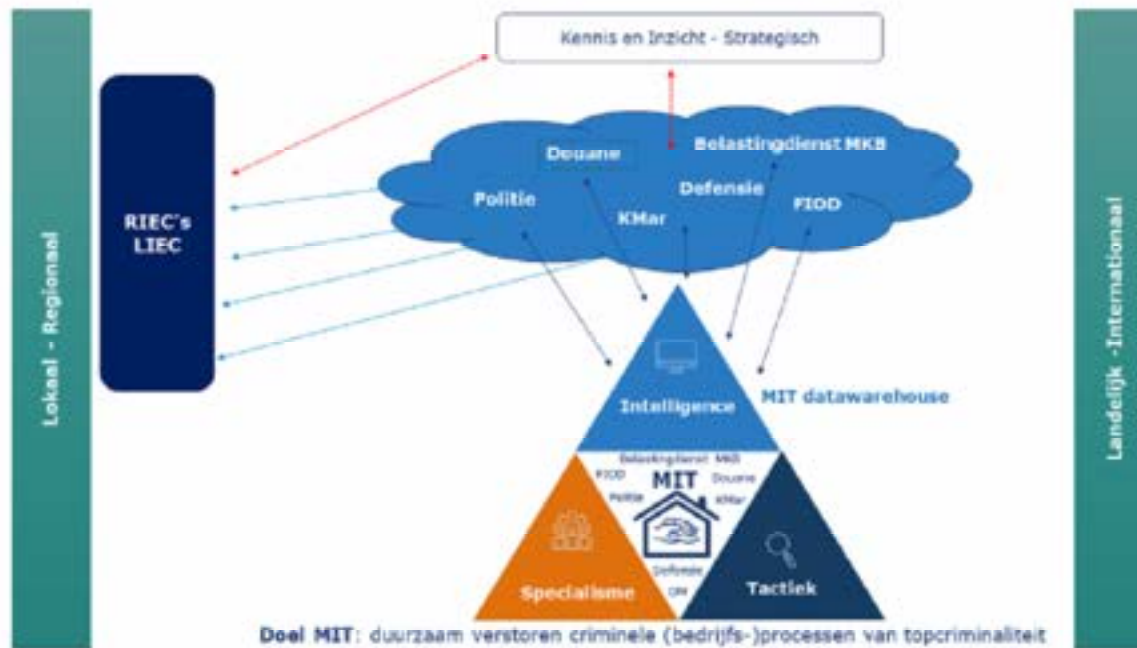 Kennis en Inzicht - Strategisch
Lokaal - Regionaal
RIEC's
LIEC
Douane
Belastingdienst MKB
Politie
Defensie
KMar
FIOD
Landelijk -Internationaal
MIT datawarehouse
Intelligence
Belastingdienst MKB
FIOD
MIT
Douane
Politie
KMar
Defensie
OM
Specialisme
Tactiek
Doel MIT: duurzaam verstoren criminele (bedrijfs-)processen van topcriminaliteit